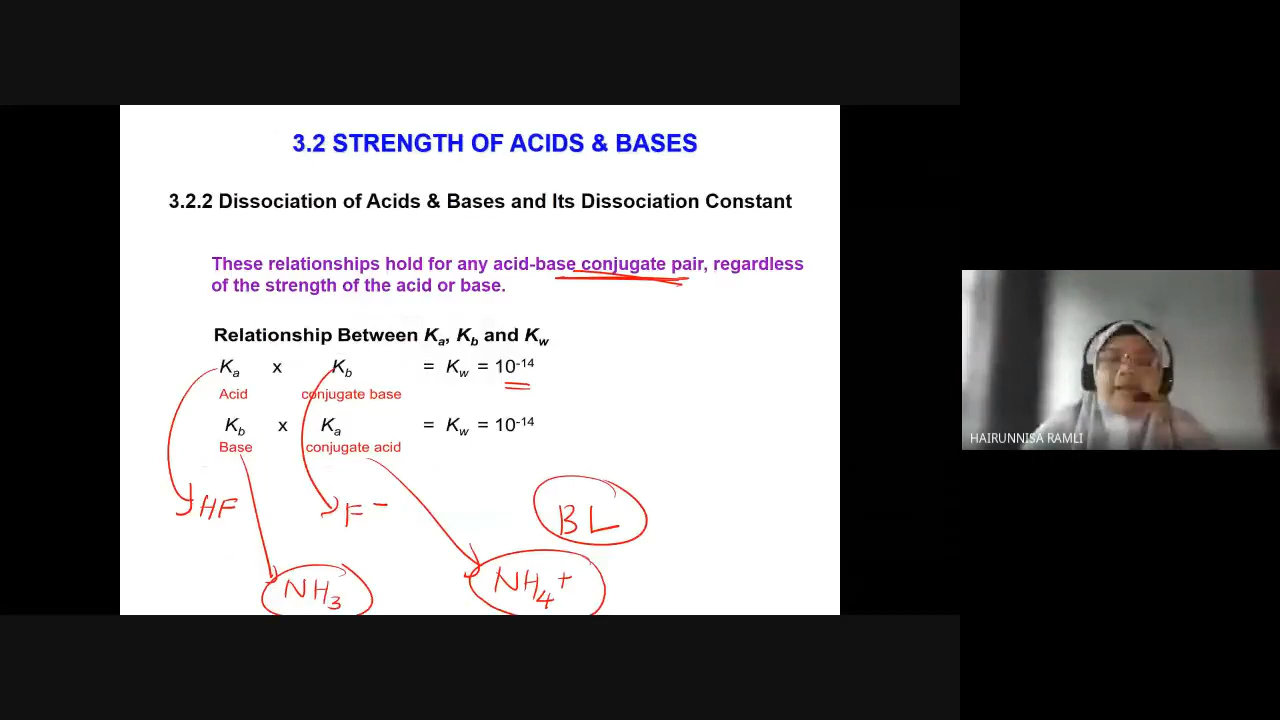 3.2 STRENGTH OF ACIDS & BASES
3.2.2 Dissociation of Acids & Bases and Its Dissociation Constant
These relationships hold for any acid-base conjugate pair, regardless
of the strength of the acid or base.
Relationship Between Ka, Kb and Kw
Ka x Kb = Kw = 10-14
Acid conjugate base
Kb x Ka = Kw = 10-14
Base conjugate acid
HF F-
BL
NH3 NH4+
HAIRUNNISA RAMLI